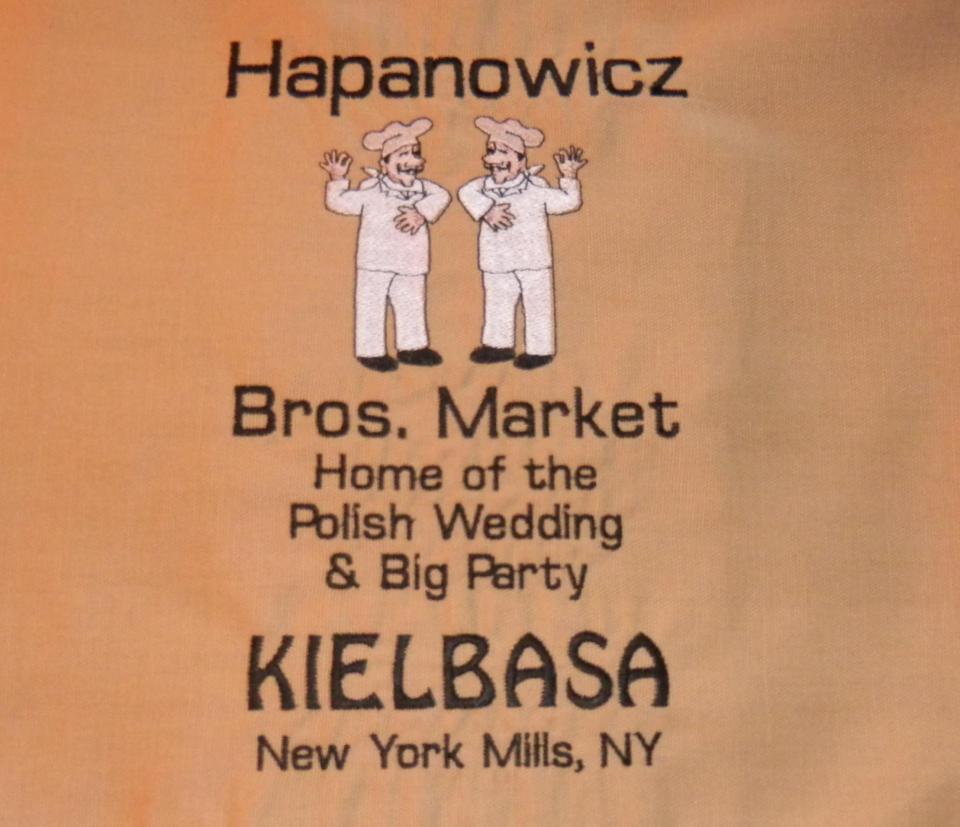 Hapanowicz
Bros. Market
Home of the
Polish Wedding
& Big Party
KIELBASA
New York Mills, NY